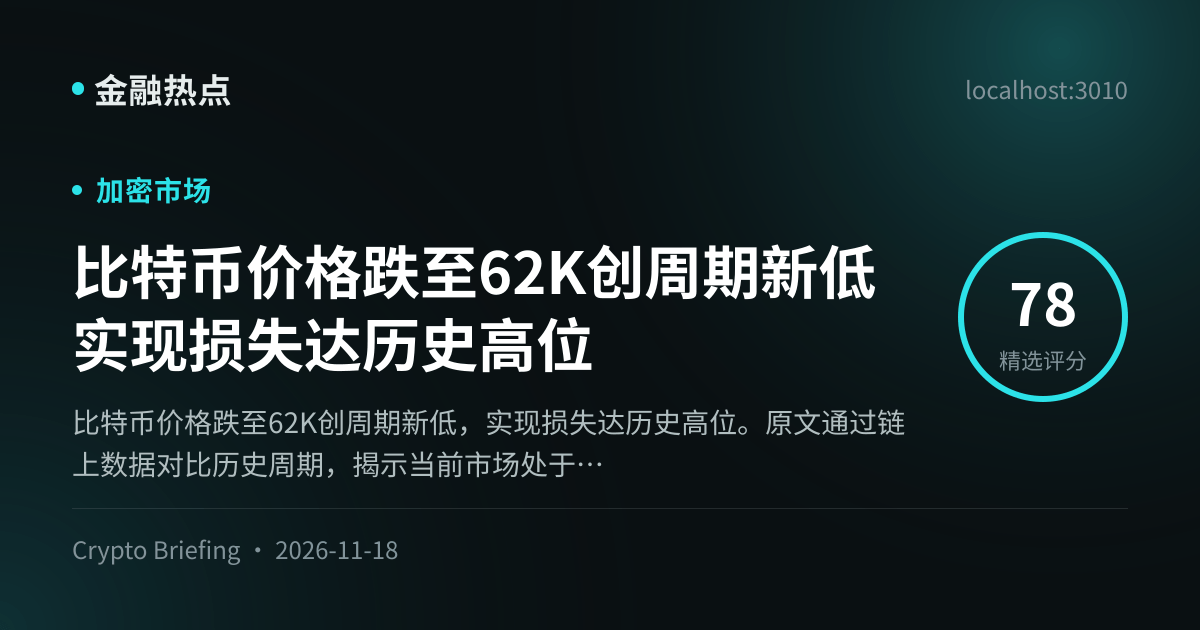 金融热点
localhost:3010
加密市场
比特币价格跌至62K创周期新低
实现损失达历史高位
78
精选评分
比特币价格跌至62K创周期新低，实现损失达历史高位。原文通过链
上数据对比历史周期，揭示当前市场处于…
Crypto Briefing · 2026-11-18